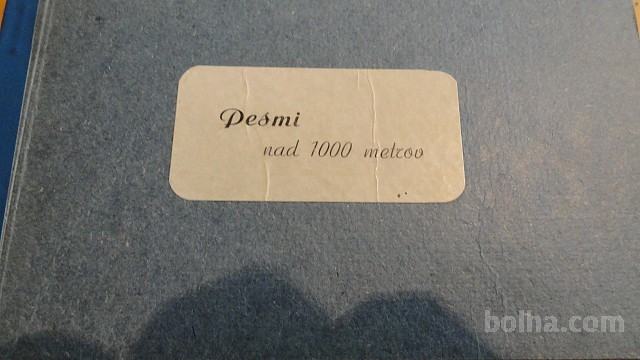 Pesmi
nad 1000 metrov
bolha.com